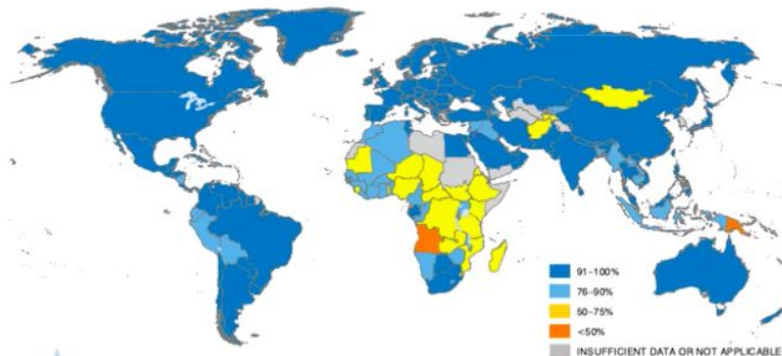 91–100%
76–90%
50–75%
<50%
INSUFFICIENT DATA OR NOT APPLICABLE